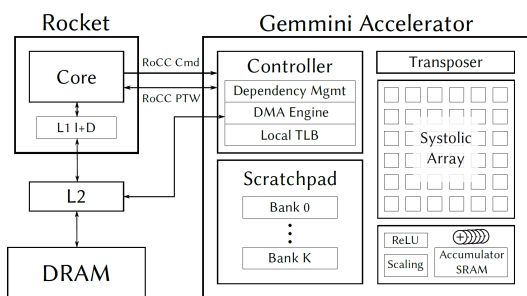 Rocket
Core
L1 I+D
L2
DRAM
RoCC Cmd
RoCC PTW
Gemmini Accelerator
Controller
Dependency Mgmt
DMA Engine
Local TLB
Scratchpad
Bank 0
Bank K
Transposer
Systolic
Array
ReLU
Scaling
Accumulator
SRAM